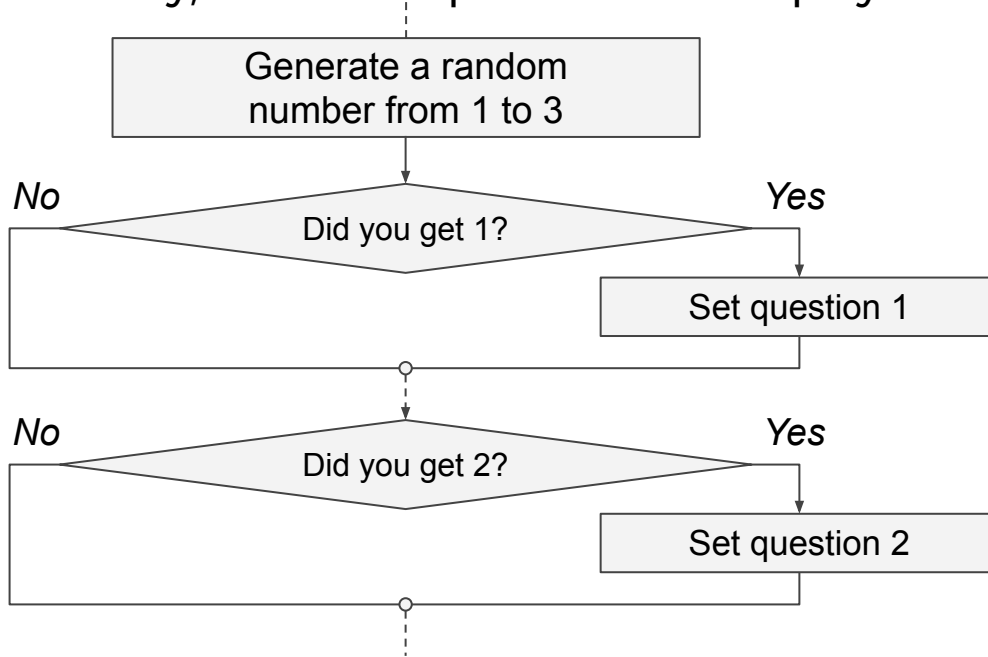 Generate a random
number from 1 to 3
No
Yes
Did you get 1?
Set question 1
No
Yes
Did you get 2?
Set question 2